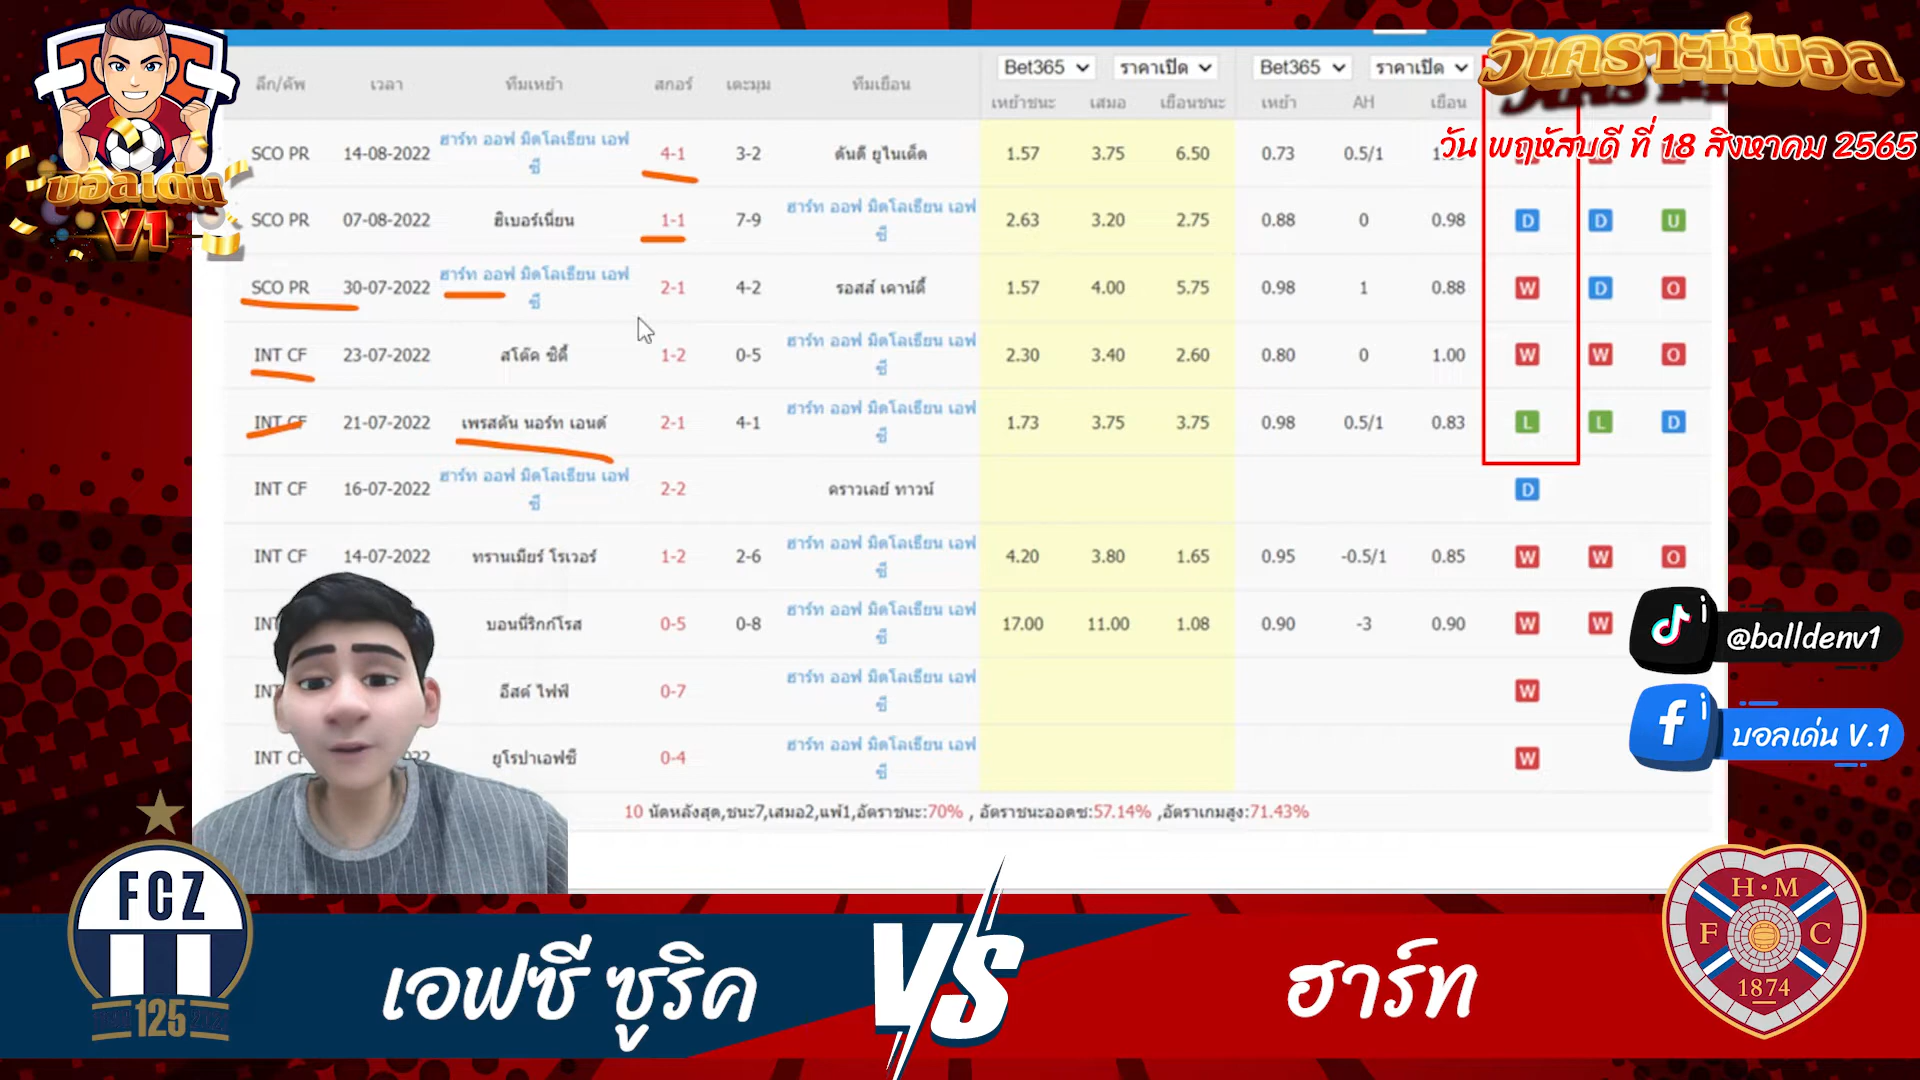 วิเคราะห์บอล
วัน พฤหัสบดี ที่ 18 สิงหาคม 2565
บอลเด่น
V1
Bet365 ราคาเปิด Bet365 ราคาเปิด
ลีก/คัพ เวลา ทีมเหย้า สกอร์ เตะมุม ทีมเยือน เหย้าชนะ เสมอ เยือนชนะ เหย้า AH เยือน
SCO PR 14-08-2022 ฮาร์ท ออฟ มิดโลเธียน เอฟซี 4-1 3-2 ดันดี ยูไนเต็ด 1.57 3.75 6.50 0.73 0.5/1
SCO PR 07-08-2022 ฮิเบอร์เนี่ยน 1-1 7-9 ฮาร์ท ออฟ มิดโลเธียน เอฟซี 2.63 3.20 2.75 0.88 0 0.98 D D U
SCO PR 30-07-2022 ฮาร์ท ออฟ มิดโลเธียน เอฟซี 2-1 4-2 รอสส์ เคาน์ตี้ 1.57 4.00 5.75 0.98 1 0.88 W D O
INT CF 23-07-2022 สโต๊ค ซิตี้ 1-2 0-5 ฮาร์ท ออฟ มิดโลเธียน เอฟซี 2.30 3.40 2.60 0.80 0 1.00 W W O
INT CF 21-07-2022 เพรสตัน นอร์ท เอนด์ 2-1 4-1 ฮาร์ท ออฟ มิดโลเธียน เอฟซี 1.73 3.75 3.75 0.98 0.5/1 0.83 L L D
INT CF 16-07-2022 ฮาร์ท ออฟ มิดโลเธียน เอฟซี 2-2 คราวเลย์ ทาวน์ D
INT CF 14-07-2022 ทรานเมียร์ โรเวอร์ 1-2 2-6 ฮาร์ท ออฟ มิดโลเธียน เอฟซี 4.20 3.80 1.65 0.95 -0.5/1 0.85 W W O
INT บอนนี่ริกก์โรส 0-5 0-8 ฮาร์ท ออฟ มิดโลเธียน เอฟซี 17.00 11.00 1.08 0.90 -3 0.90 W W
INT อีสต์ ไฟฟ์ 0-7 ฮาร์ท ออฟ มิดโลเธียน เอฟซี W
INT CF ยูโรปาเอฟซี 0-4 ฮาร์ท ออฟ มิดโลเธียน เอฟซี W
10 นัดหลังสุด,ชนะ7,เสมอ2,แพ้1,อัตราชนะ:70% , อัตราชนะออดซ:57.14% ,อัตราเกมสูง:71.43%
@balldenv1
บอลเด่น V.1
FCZ
125
เอฟซี ซูริค
VS
ฮาร์ท
H·M
F C
1874